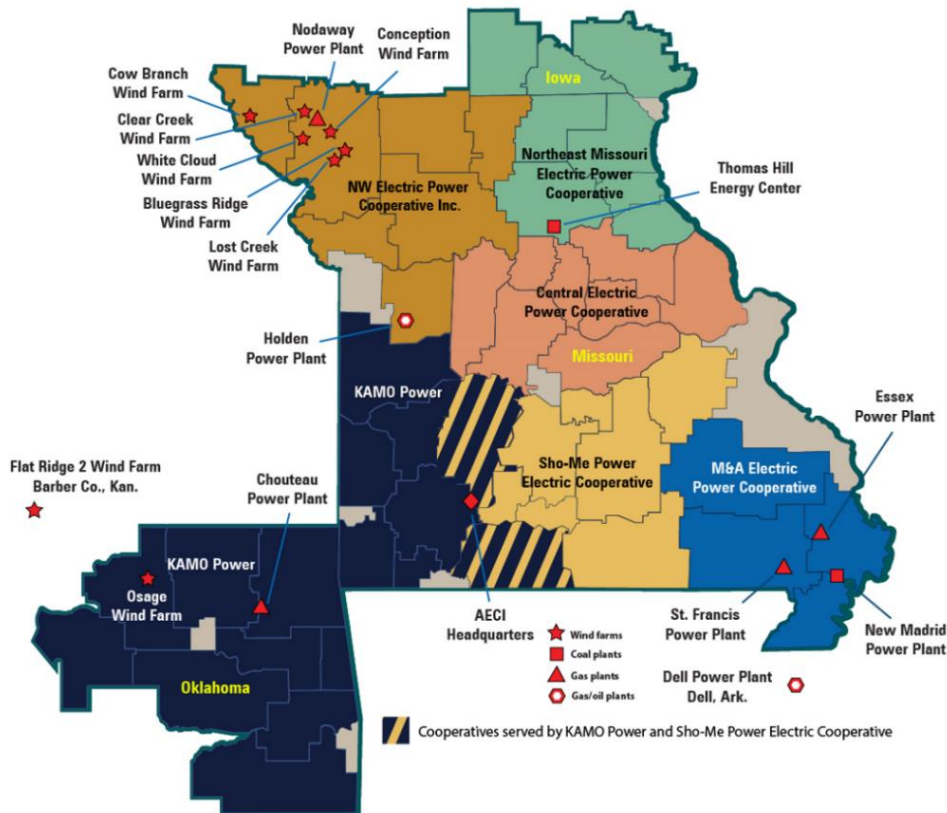 Nodaway
Power Plant
Conception
Wind Farm
Cow Branch
Wind Farm
Clear Creek
Wind Farm
White Cloud
Wind Farm
Bluegrass Ridge
Wind Farm
Lost Creek
Wind Farm
Iowa
Northeast Missouri
Electric Power
Cooperative
Thomas Hill
Energy Center
NW Electric Power
Cooperative Inc.
Central Electric
Power Cooperative
Missouri
Holden
Power Plant
KAMO Power
Essex
Power Plant
Sho-Me Power
Electric Cooperative
M&A Electric
Power Cooperative
Flat Ridge 2 Wind Farm
Barber Co., Kan.
Chouteau
Power Plant
KAMO Power
Osage
Wind Farm
Oklahoma
AECI
Headquarters
St. Francis
Power Plant
New Madrid
Power Plant
Dell Power Plant
Dell, Ark.
Wind farms
Coal plants
Gas plants
Gas/oil plants
Cooperatives served by KAMO Power and Sho-Me Power Electric Cooperative